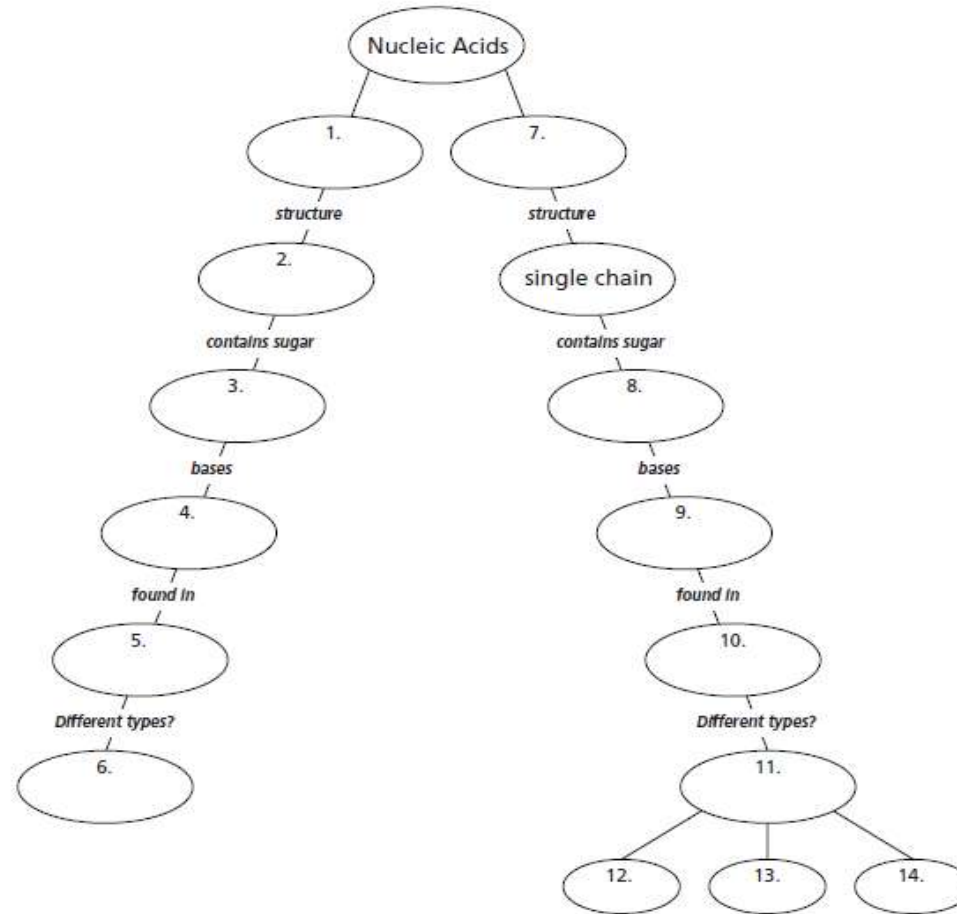 Nucleic Acids
1.
7.
structure
structure
2.
single chain
contains sugar
contains sugar
3.
8.
bases
bases
4.
9.
found in
found in
5.
10.
Different types?
Different types?
6.
11.
12.
13.
14.